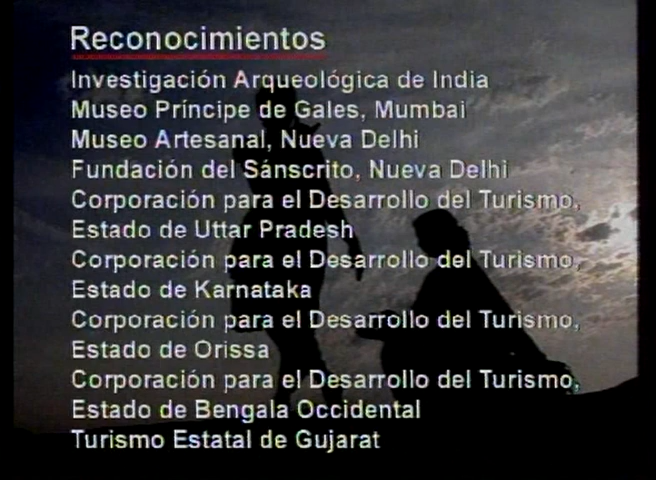 Reconocimientos
Investigación Arqueológica de India
Museo Príncipe de Gales, Mumbai
Museo Artesanal, Nueva Delhi
Fundación del Sánscrito, Nueva Delhi
Corporación para el Desarrollo del Turismo,
Estado de Uttar Pradesh
Corporación para el Desarrollo del Turismo,
Estado de Karnataka
Corporación para el Desarrollo del Turismo,
Estado de Orissa
Corporación para el Desarrollo del Turismo,
Estado de Bengala Occidental
Turismo Estatal de Gujarat